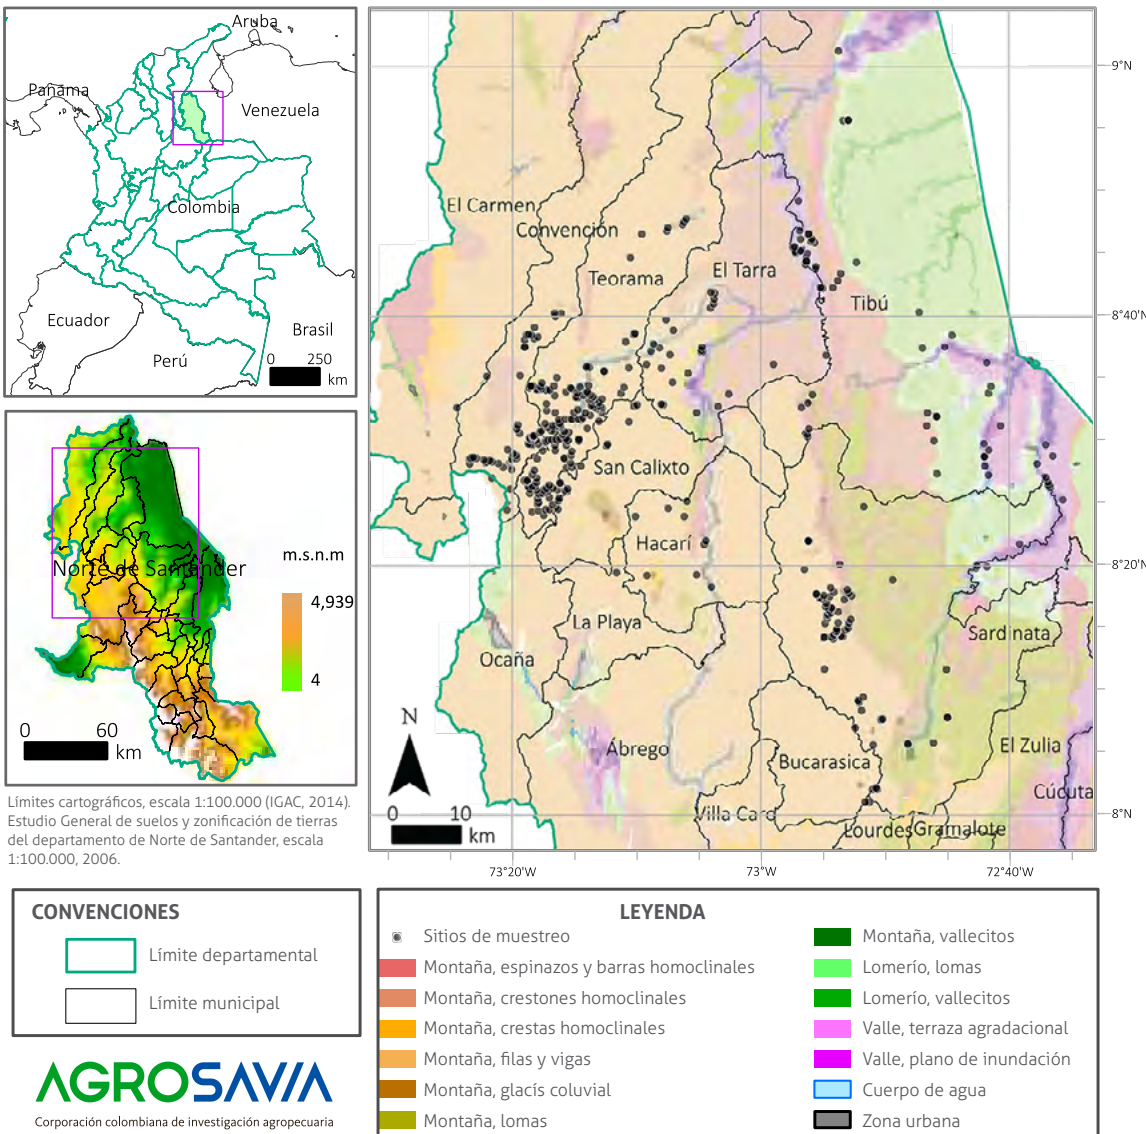 Aruba
Panamá
Venezuela
Colombia
Ecuador
Perú
Brasil
0 250
km
m.s.n.m
Norte de Santander
4,939
4
0 60
km
Límites cartográficos, escala 1:100.000 (IGAC, 2014).
Estudio General de suelos y zonificación de tierras
del departamento de Norte de Santander, escala
1:100.000, 2006.
El Carmen
Convención
Teorama
El Tarra
Tibú
San Calixto
Hacarí
La Playa
Ocaña
Sardinata
Ábrego
Bucarasica
El Zulia
Cúcuta
Villa Caro
Lourdes
Gramalote
N
0 10
km
9°N
8°40'N
8°20'N
8°N
73°20'W
73°W
72°40'W
CONVENCIONES
Límite departamental
Límite municipal
AGROSAVIA
Corporación colombiana de investigación agropecuaria
LEYENDA
Sitios de muestreo
Montaña, espinazos y barras homoclinales
Montaña, crestones homoclinales
Montaña, crestas homoclinales
Montaña, filas y vigas
Montaña, glacís coluvial
Montaña, lomas
Montaña, vallecitos
Lomerío, lomas
Lomerío, vallecitos
Valle, terraza agradacional
Valle, plano de inundación
Cuerpo de agua
Zona urbana